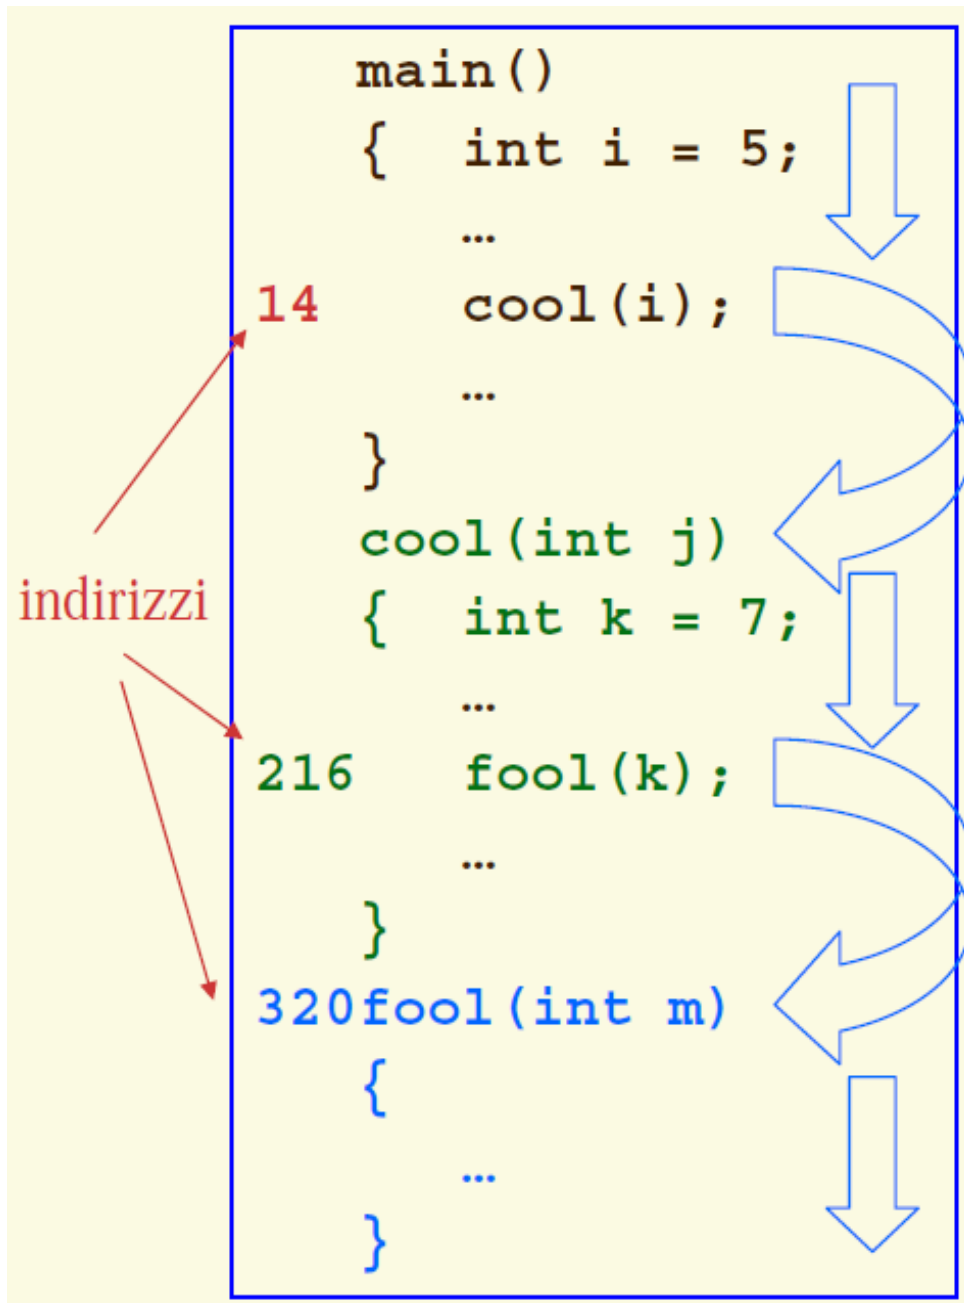 main()
{ int i = 5;
…
14 cool(i);
…
}
cool(int j)
indirizzi
{ int k = 7;
…
216 fool(k);
…
}
320fool(int m)
{
…
}